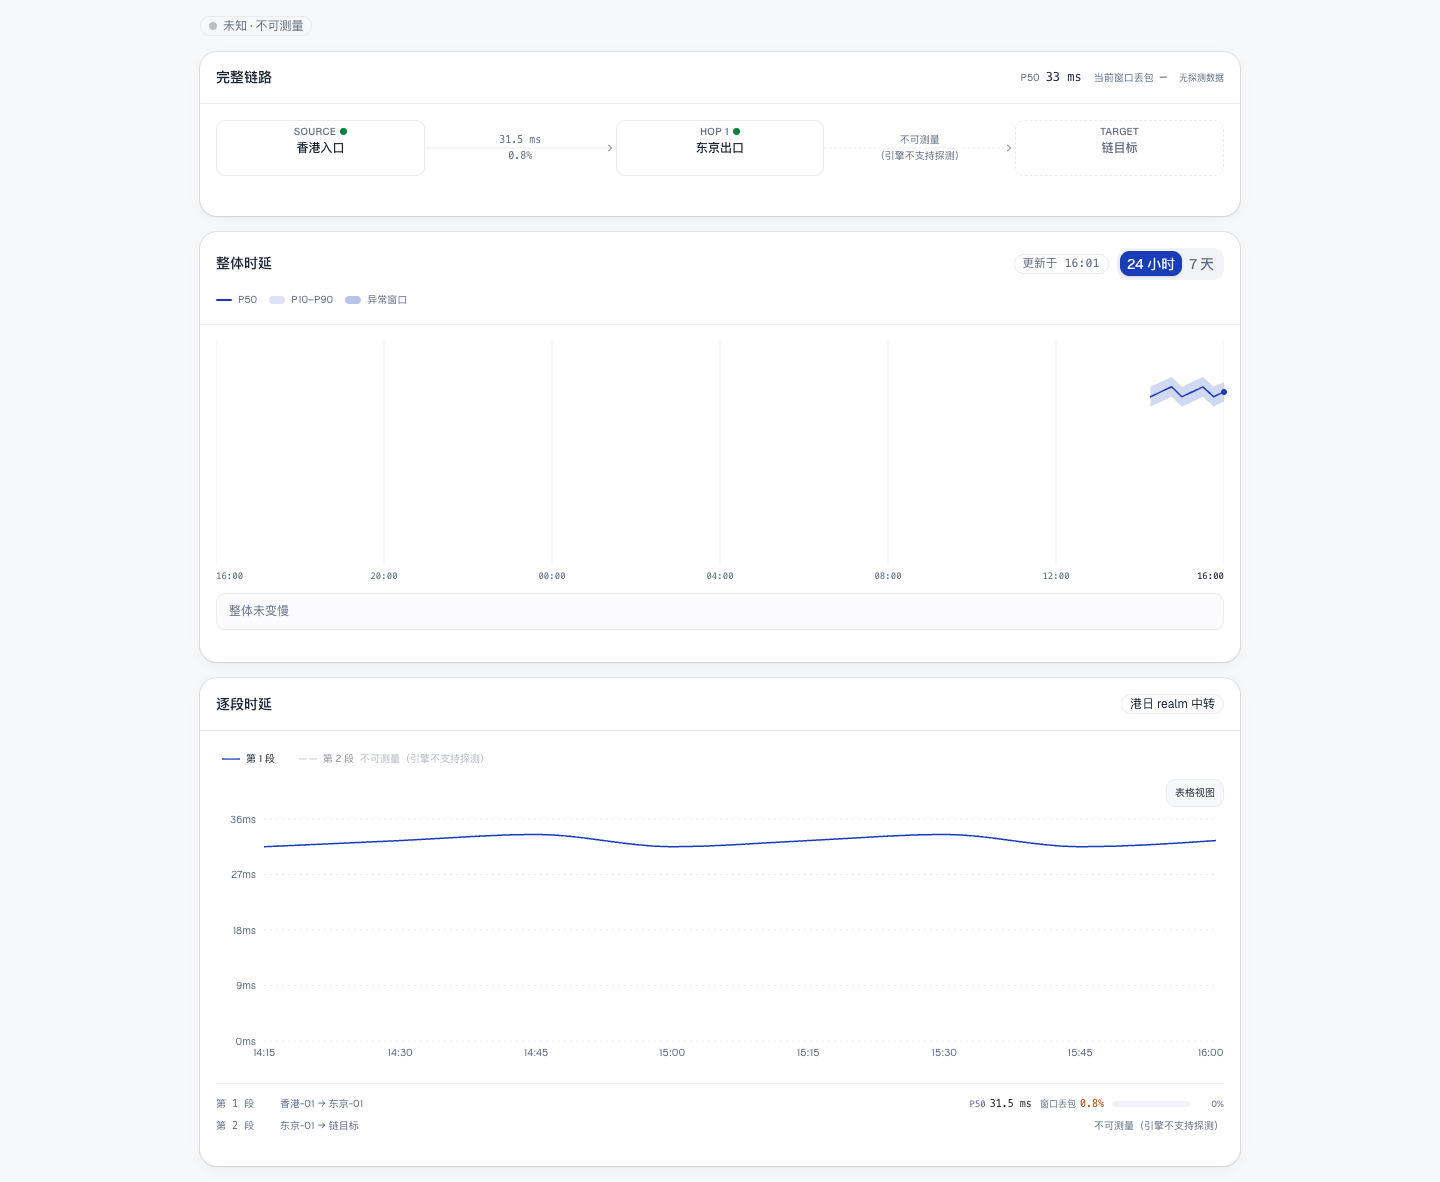 未知 · 不可测量
完整链路
P50 33 ms 当前窗口丢包 — 无探测数据
SOURCE
香港入口
31.5 ms
0.8%
HOP 1
东京出口
不可测量
(引擎不支持探测)
TARGET
链目标
整体时延
更新于 16:01 24 小时 7 天
P50 P10–P90 异常窗口
16:00 20:00 00:00 04:00 08:00 12:00 16:00
整体未变慢
逐段时延
港日 realm 中转
第 1 段 第 2 段 不可测量（引擎不支持探测）
表格视图
36ms
27ms
18ms
9ms
0ms
14:15 14:30 14:45 15:00 15:15 15:30 15:45 16:00
第 1 段 香港-01 → 东京-01 P50 31.5 ms 窗口丢包 0.8% 0%
第 2 段 东京-01 → 链目标 不可测量（引擎不支持探测）